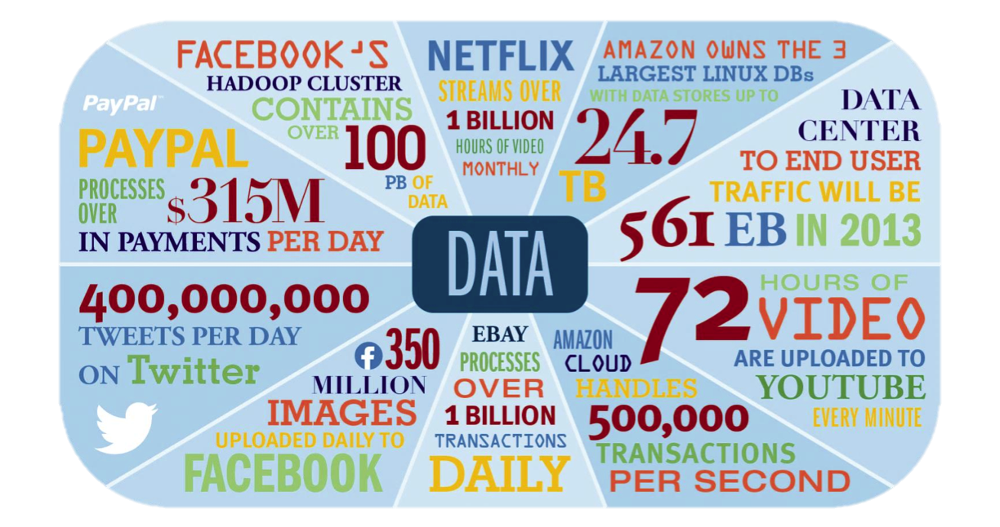 PayPal
PAYPAL
PROCESSES
OVER
$315M
IN PAYMENTS PER DAY
FACEBOOK'S
HADOOP CLUSTER
CONTAINS
OVER 100
PB OF
DATA
NETFLIX
STREAMS OVER
1 BILLION
HOURS OF VIDEO
MONTHLY
AMAZON OWNS THE 3
LARGEST LINUX DBs
WITH DATA STORES UP TO
24.7
TB
DATA
CENTER
TO END USER
TRAFFIC WILL BE
561 EB IN 2013
DATA
400,000,000
TWEETS PER DAY
ON Twitter
f 350
MILLION
IMAGES
UPLOADED DAILY TO
FACEBOOK
EBAY
PROCESSES
OVER
1 BILLION
TRANSACTIONS
DAILY
AMAZON
CLOUD
HANDLES
500,000
TRANSACTIONS
PER SECOND
72 HOURS OF
VIDEO
ARE UPLOADED TO
YOUTUBE
EVERY MINUTE